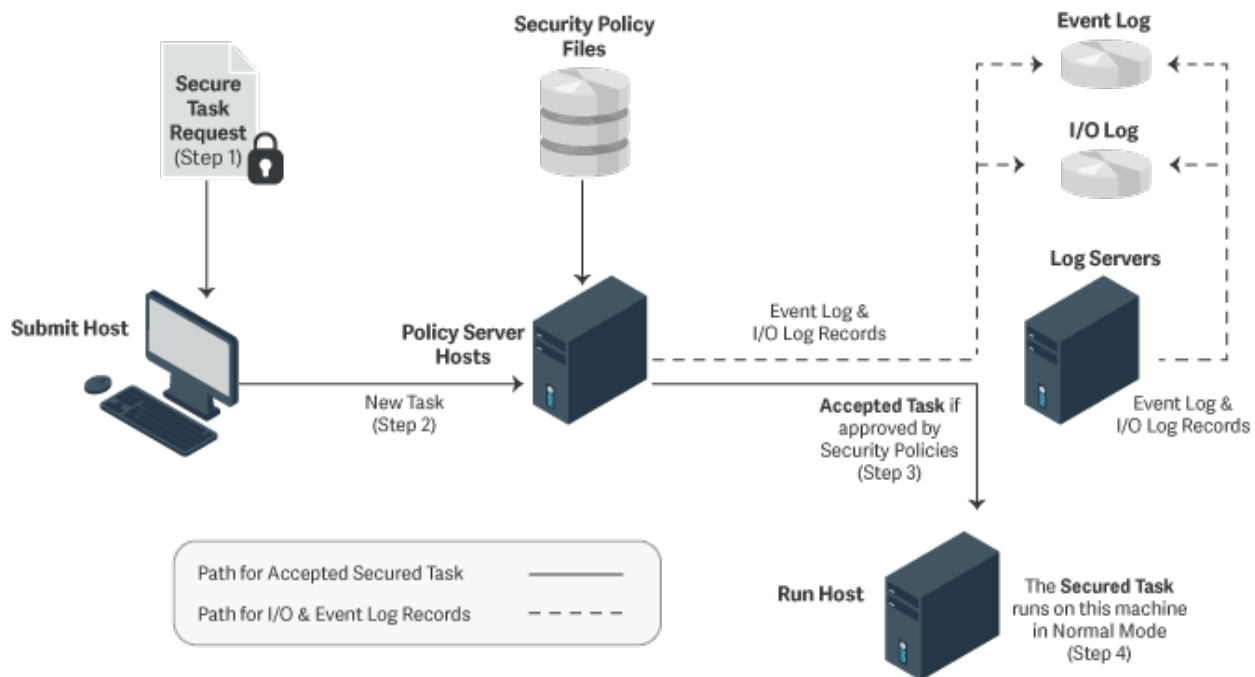 Secure
Task
Request
(Step 1)
Security Policy
Files
Event Log
I/O Log
Log Servers
Submit Host
Policy Server
Hosts
Event Log &
I/O Log Records
New Task
(Step 2)
Accepted Task if
approved by
Security Policies
(Step 3)
Event Log &
I/O Log Records
Path for Accepted Secured Task
Path for I/O & Event Log Records
Run Host
The Secured Task
runs on this machine
in Normal Mode
(Step 4)